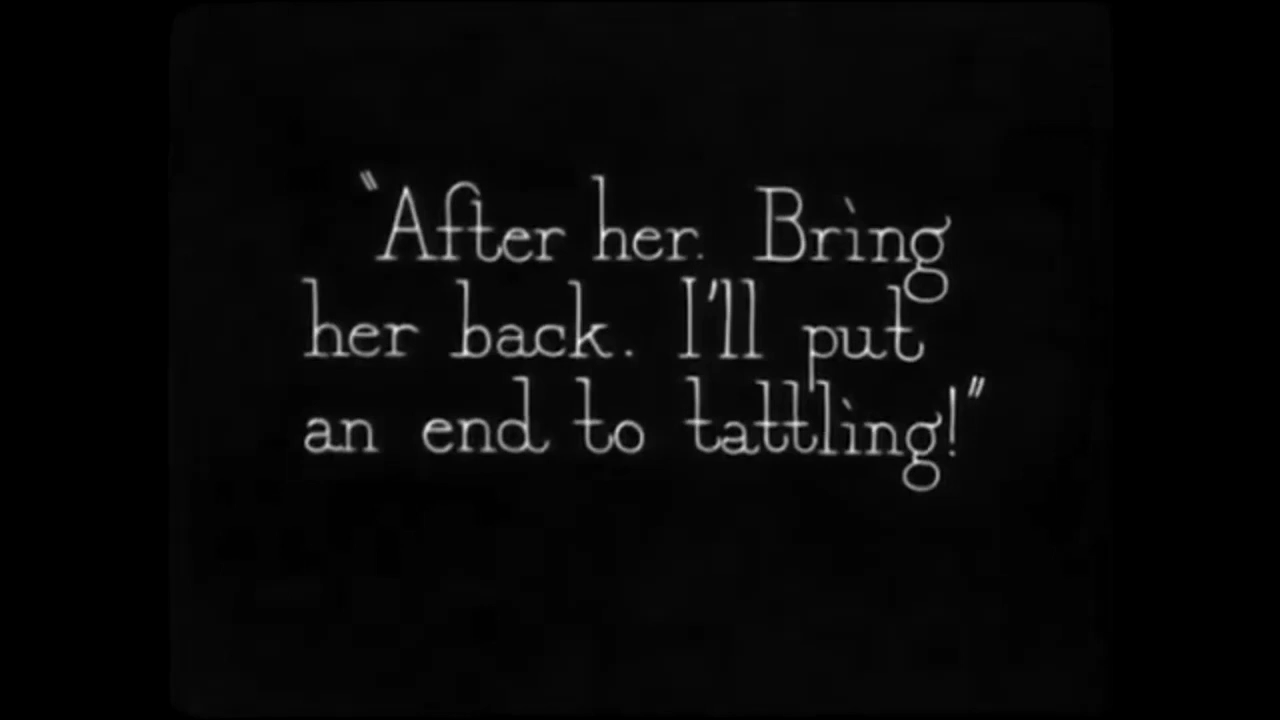 "After her. Bring
her back. I'll put
an end to tattling!"